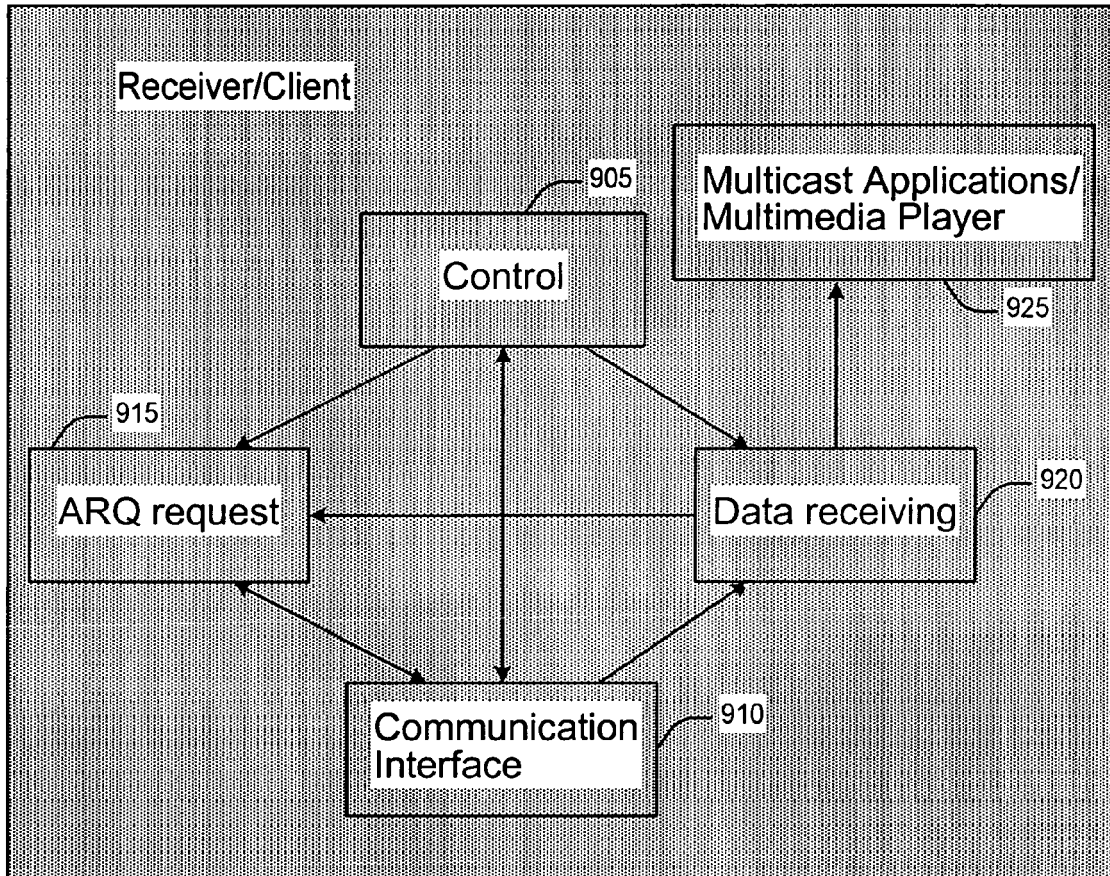 Receiver/Client
905
Multicast Applications/
Multimedia Player
Control
925
915
ARQ request
Data receiving
920
Communication
Interface
910